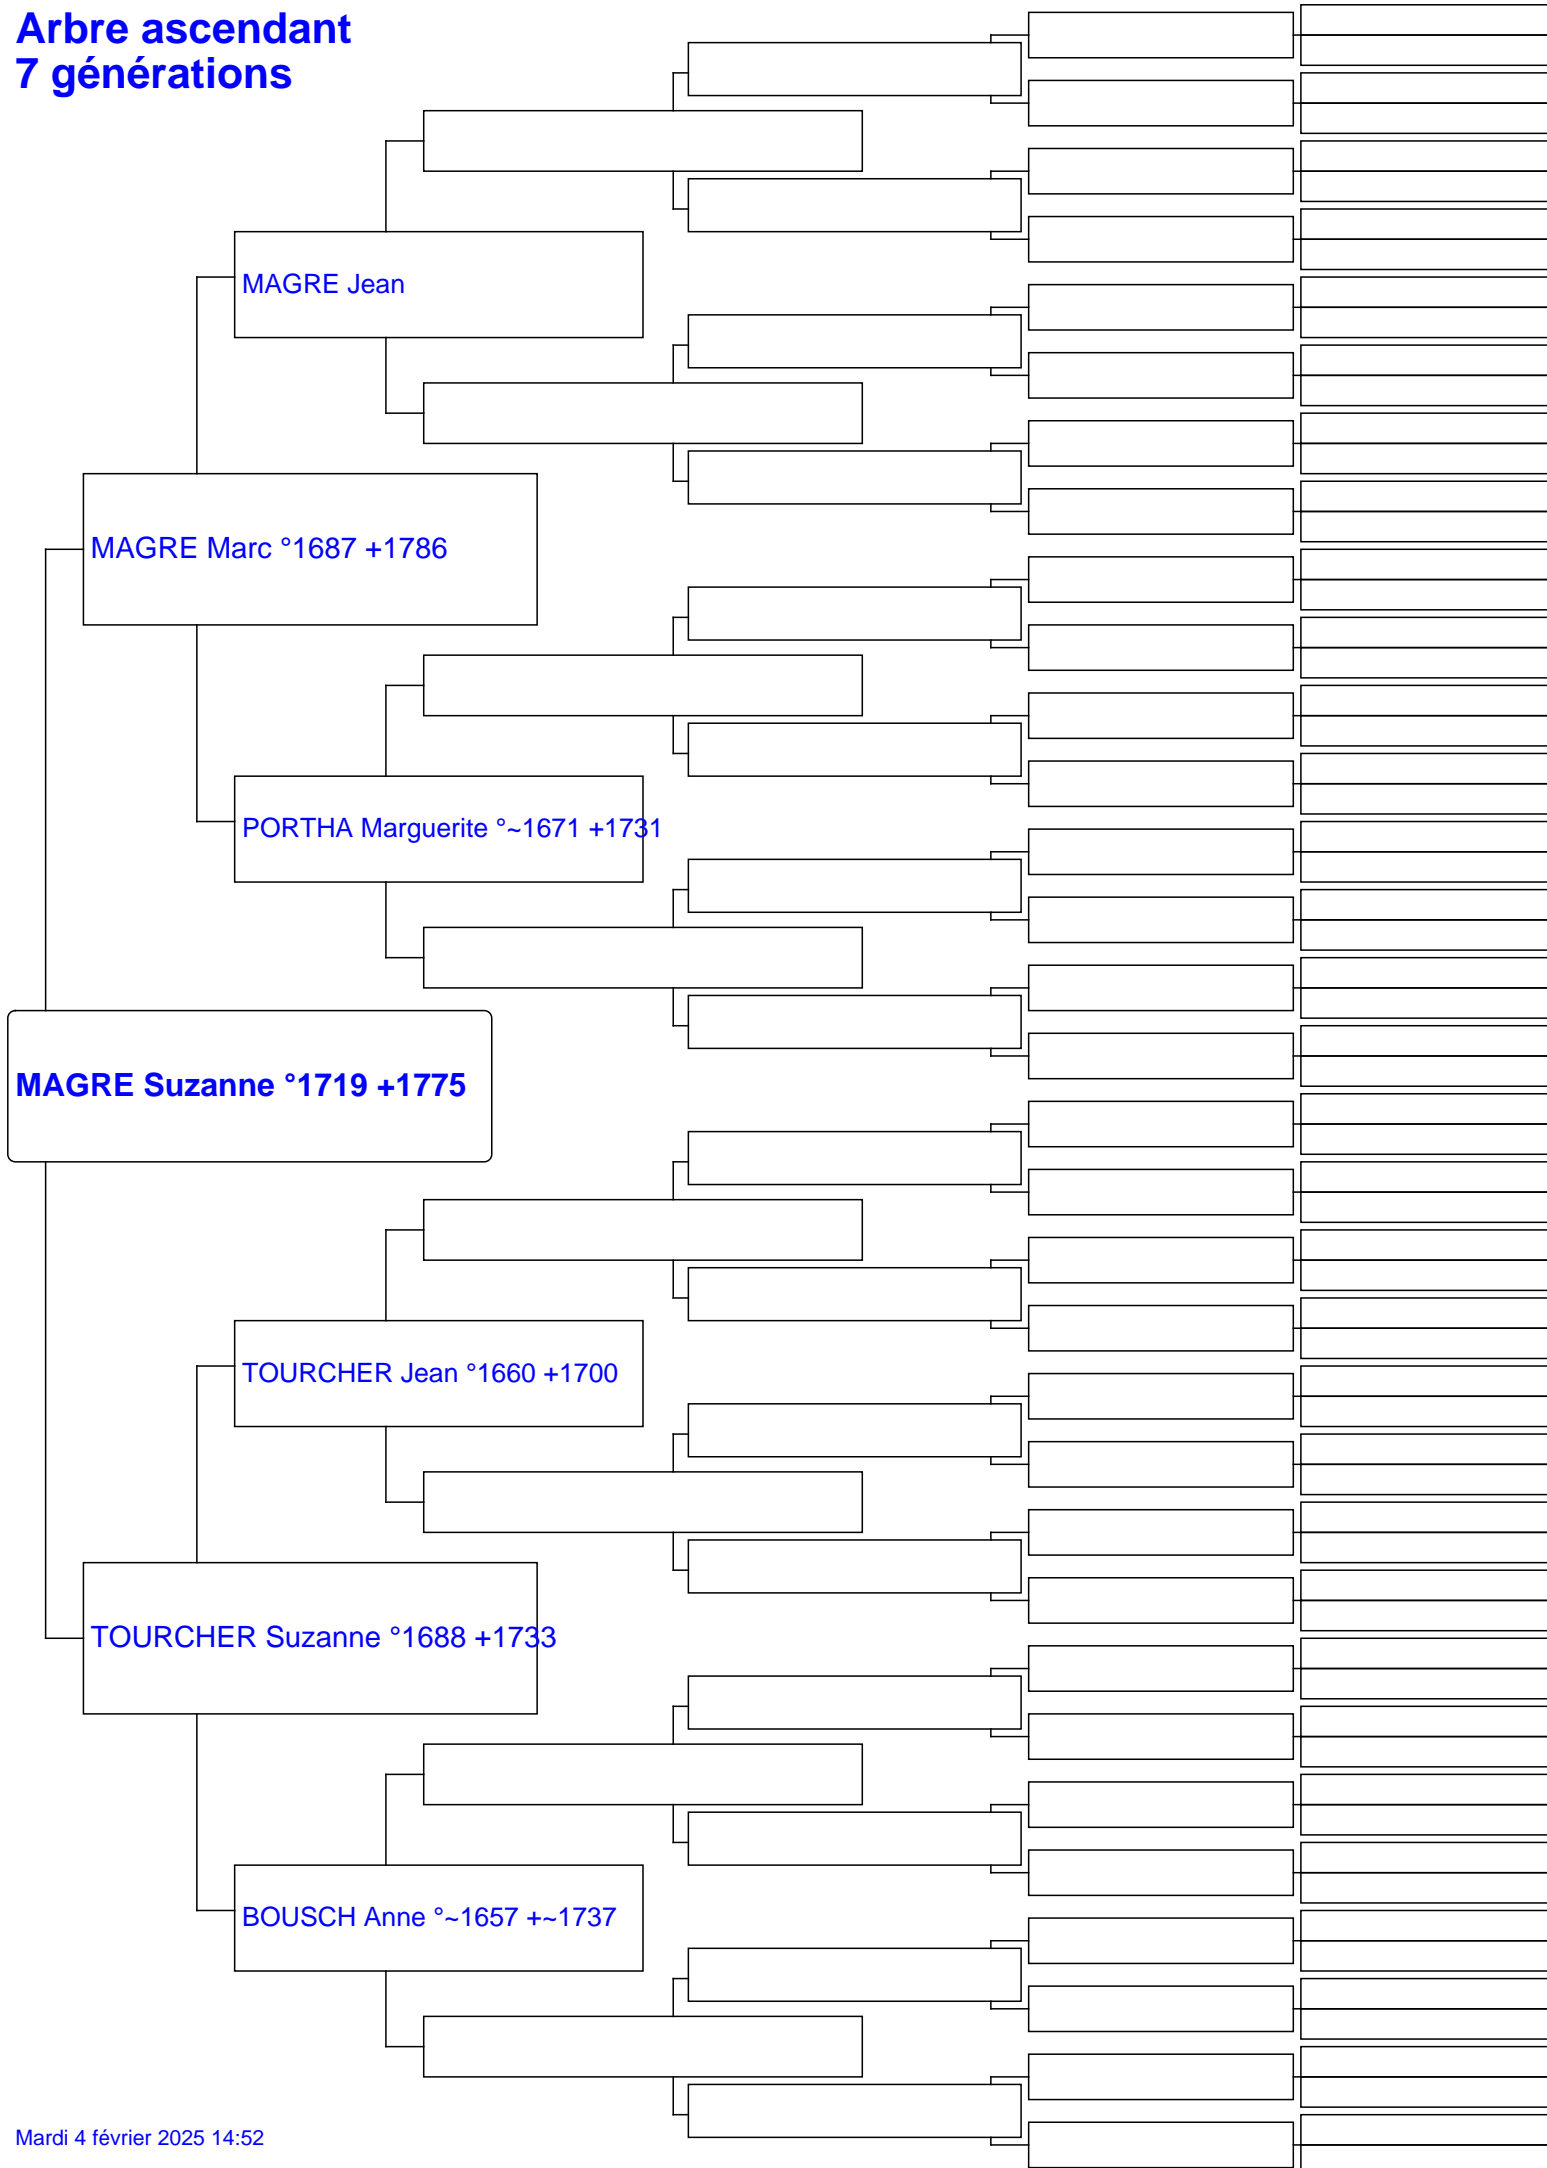 Arbre ascendant
7 générations
MAGRE Jean
MAGRE Marc °1687 +1786
PORTHA Marguerite °~1671 +1731
MAGRE Suzanne °1719 +1775
TOURCHER Jean °1660 +1700
TOURCHER Suzanne °1688 +1733
BOUSCH Anne °~1657 +~1737
Mardi 4 février 2025 14:52